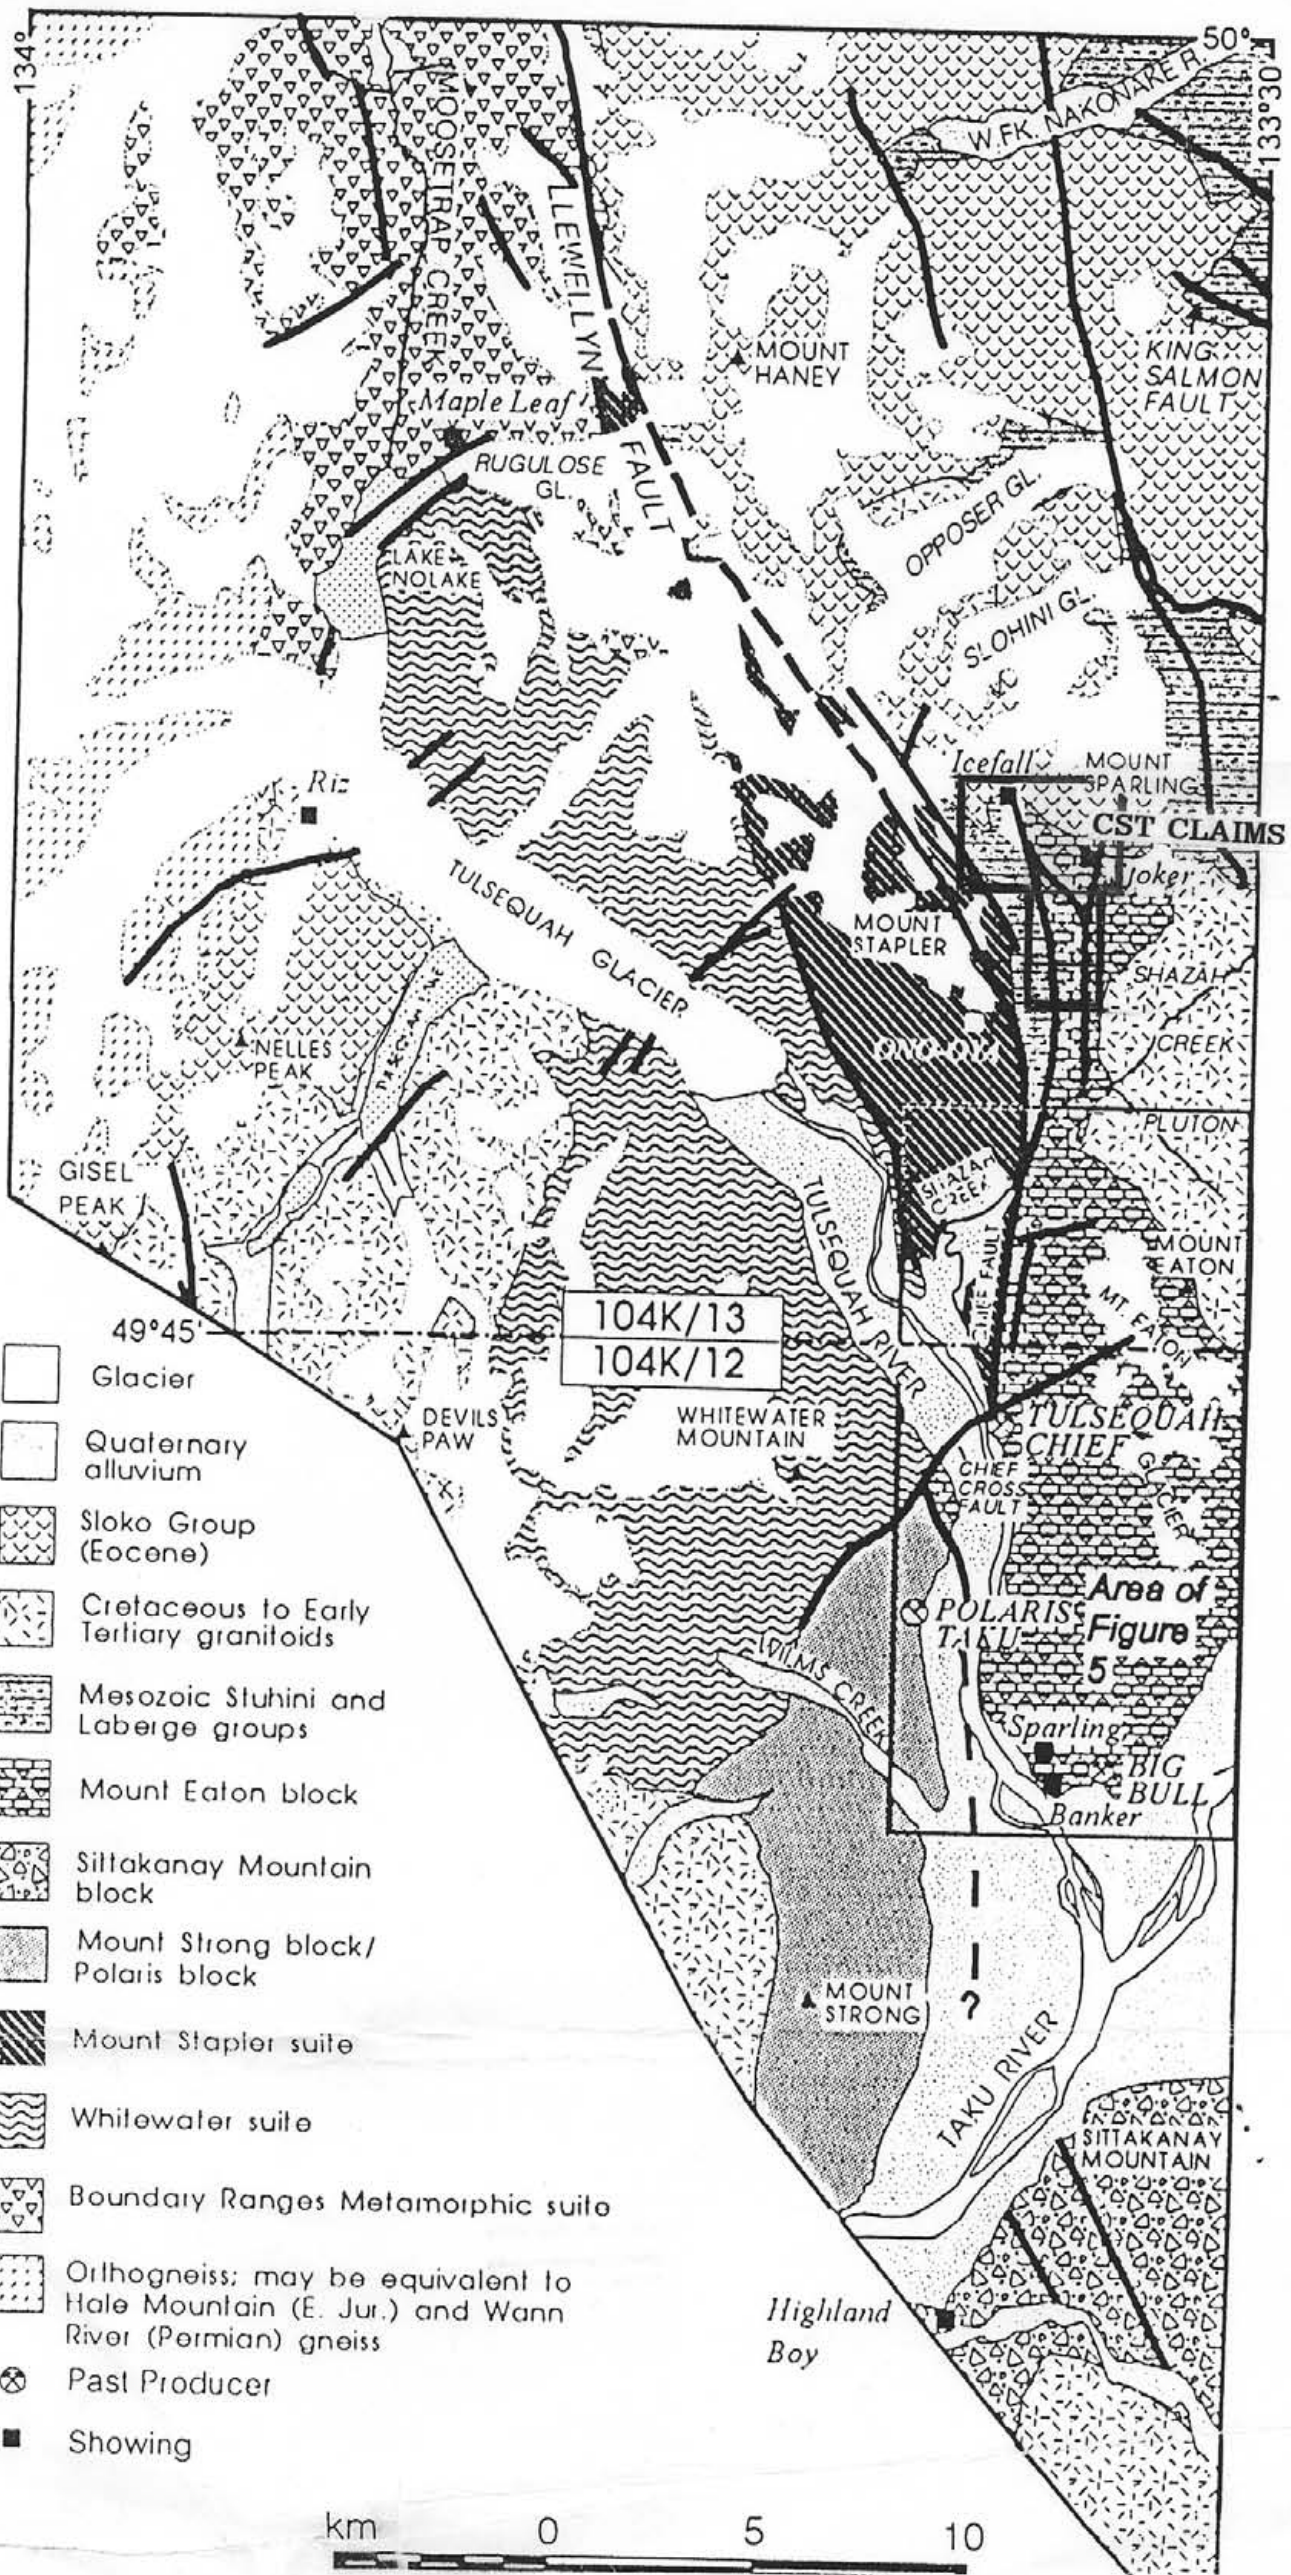 134°
50°
133°30'
W.FK. NAKONAKE R.
MOOSETRAP CREEK
LLEWELLYN
FAULT
MOUNT
HANEY
KING
SALMON
FAULT
Maple Leaf
RUGULOSE
GL.
OPPOSER GL.
LAKE
NOLAKE
SLOHINI GL.
Icefall
MOUNT
SPARLING
Riz
CST CLAIMS
Joker
TULSEQUAH GLACIER
MOUNT
STAPLER
SHAZAH
CREEK
NELLES
PEAK
PLUTON
SHAZAH
CREEK
GISEL
PEAK
TULSEQUAH RIVER
CHIEF FAULT
MOUNT
EATON
MT. EATON
GLACIER
49°45'
104K/13
104K/12
DEVILS
PAW
WHITEWATER
MOUNTAIN
TULSEQUAH
CHIEF
CHIEF
CROSS
FAULT
Area of
Figure
5
POLARIS
TAKU
WILMS CREEK
Sparling
BIG
BULL
Banker
MOUNT
STRONG
?
TAKU RIVER
SITTAKANAY
MOUNTAIN
Highland
Boy
Glacier
Quaternary
alluvium
Sloko Group
(Eocene)
Cretaceous to Early
Tertiary granitoids
Mesozoic Stuhini and
Laberge groups
Mount Eaton block
Sittakanay Mountain
block
Mount Strong block/
Polaris block
Mount Stapler suite
Whitewater suite
Boundary Ranges Metamorphic suite
Orthogneiss; may be equivalent to
Hale Mountain (E. Jur.) and Wann
River (Permian) gneiss
Past Producer
Showing
km 0 5 10